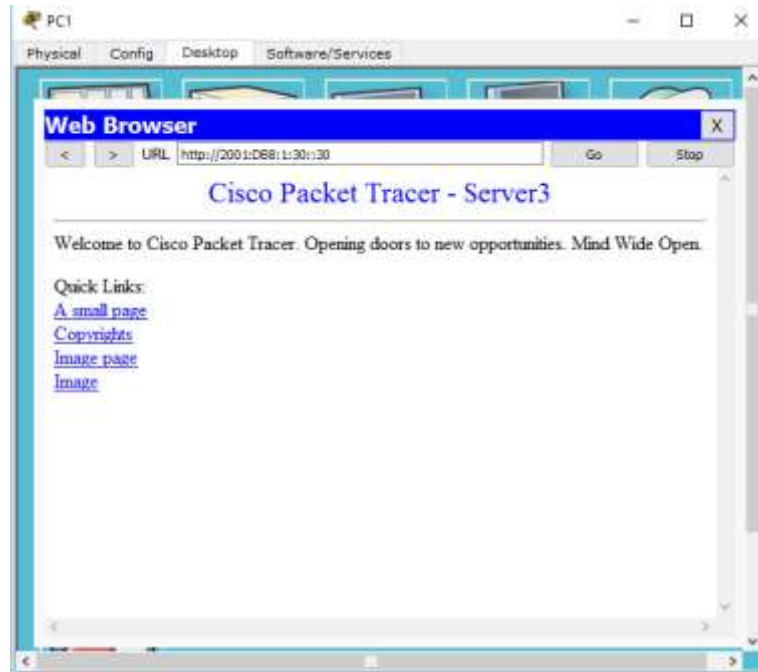 PC1
Physical Config Desktop Software/Services
Web Browser X
< > URL http://2001:DB8:1:30::30 Go Stop
Cisco Packet Tracer - Server3
Welcome to Cisco Packet Tracer. Opening doors to new opportunities. Mind Wide Open.
Quick Links:
A small page
Copyrights
Image page
Image